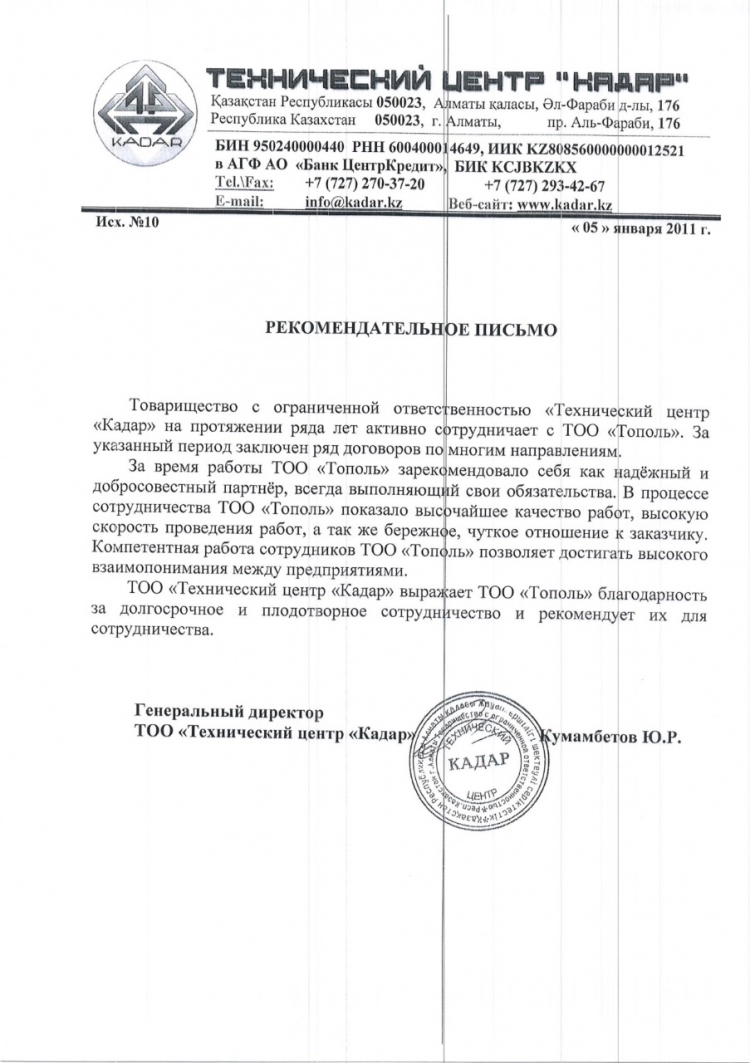 ТЕХНИЧЕСКИЙ ЦЕНТР "КАДАР"
KADAR
Қазақстан Республикасы 050023, Алматы қаласы, Әл-Фараби д-лы, 176
Республика Казахстан 050023, г. Алматы, пр. Аль-Фараби, 176
БИН 950240000440 РНН 600400014649, ИИК KZ808560000000012521
в АГФ АО «Банк ЦентрКредит», БИК KCJBKZKX
Tel.\Fax: +7 (727) 270-37-20 +7 (727) 293-42-67
E-mail: info@kadar.kz Веб-сайт: www.kadar.kz
Исх. №10 « 05 » января 2011 г.
РЕКОМЕНДАТЕЛЬНОЕ ПИСЬМО
Товарищество с ограниченной ответственностью «Технический центр
«Кадар» на протяжении ряда лет активно сотрудничает с ТОО «Тополь». За
указанный период заключен ряд договоров по многим направлениям.
За время работы ТОО «Тополь» зарекомендовало себя как надёжный и
добросовестный партнёр, всегда выполняющий свои обязательства. В процессе
сотрудничества ТОО «Тополь» показало высочайшее качество работ, высокую
скорость проведения работ, а так же бережное, чуткое отношение к заказчику.
Компетентная работа сотрудников ТОО «Тополь» позволяет достигать высокого
взаимопонимания между предприятиями.
ТОО «Технический центр «Кадар» выражает ТОО «Тополь» благодарность
за долгосрочное и плодотворное сотрудничество и рекомендует их для
сотрудничества.
Генеральный директор
ТОО «Технический центр «Кадар» Кумамбетов Ю.Р.
ТЕХНИЧЕСКИЙ
КАДАР
ЦЕНТР